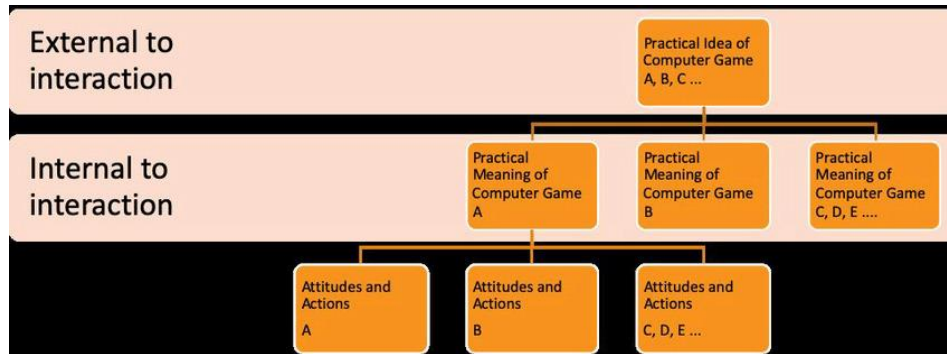 External to
interaction
Practical Idea of
Computer Game
A, B, C ...
Internal to
interaction
Practical
Meaning of
Computer Game
A
Practical
Meaning of
Computer Game
B
Practical
Meaning of
Computer Game
C, D, E ....
Attitudes and
Actions
A
Attitudes and
Actions
B
Attitudes and
Actions
C, D, E ...